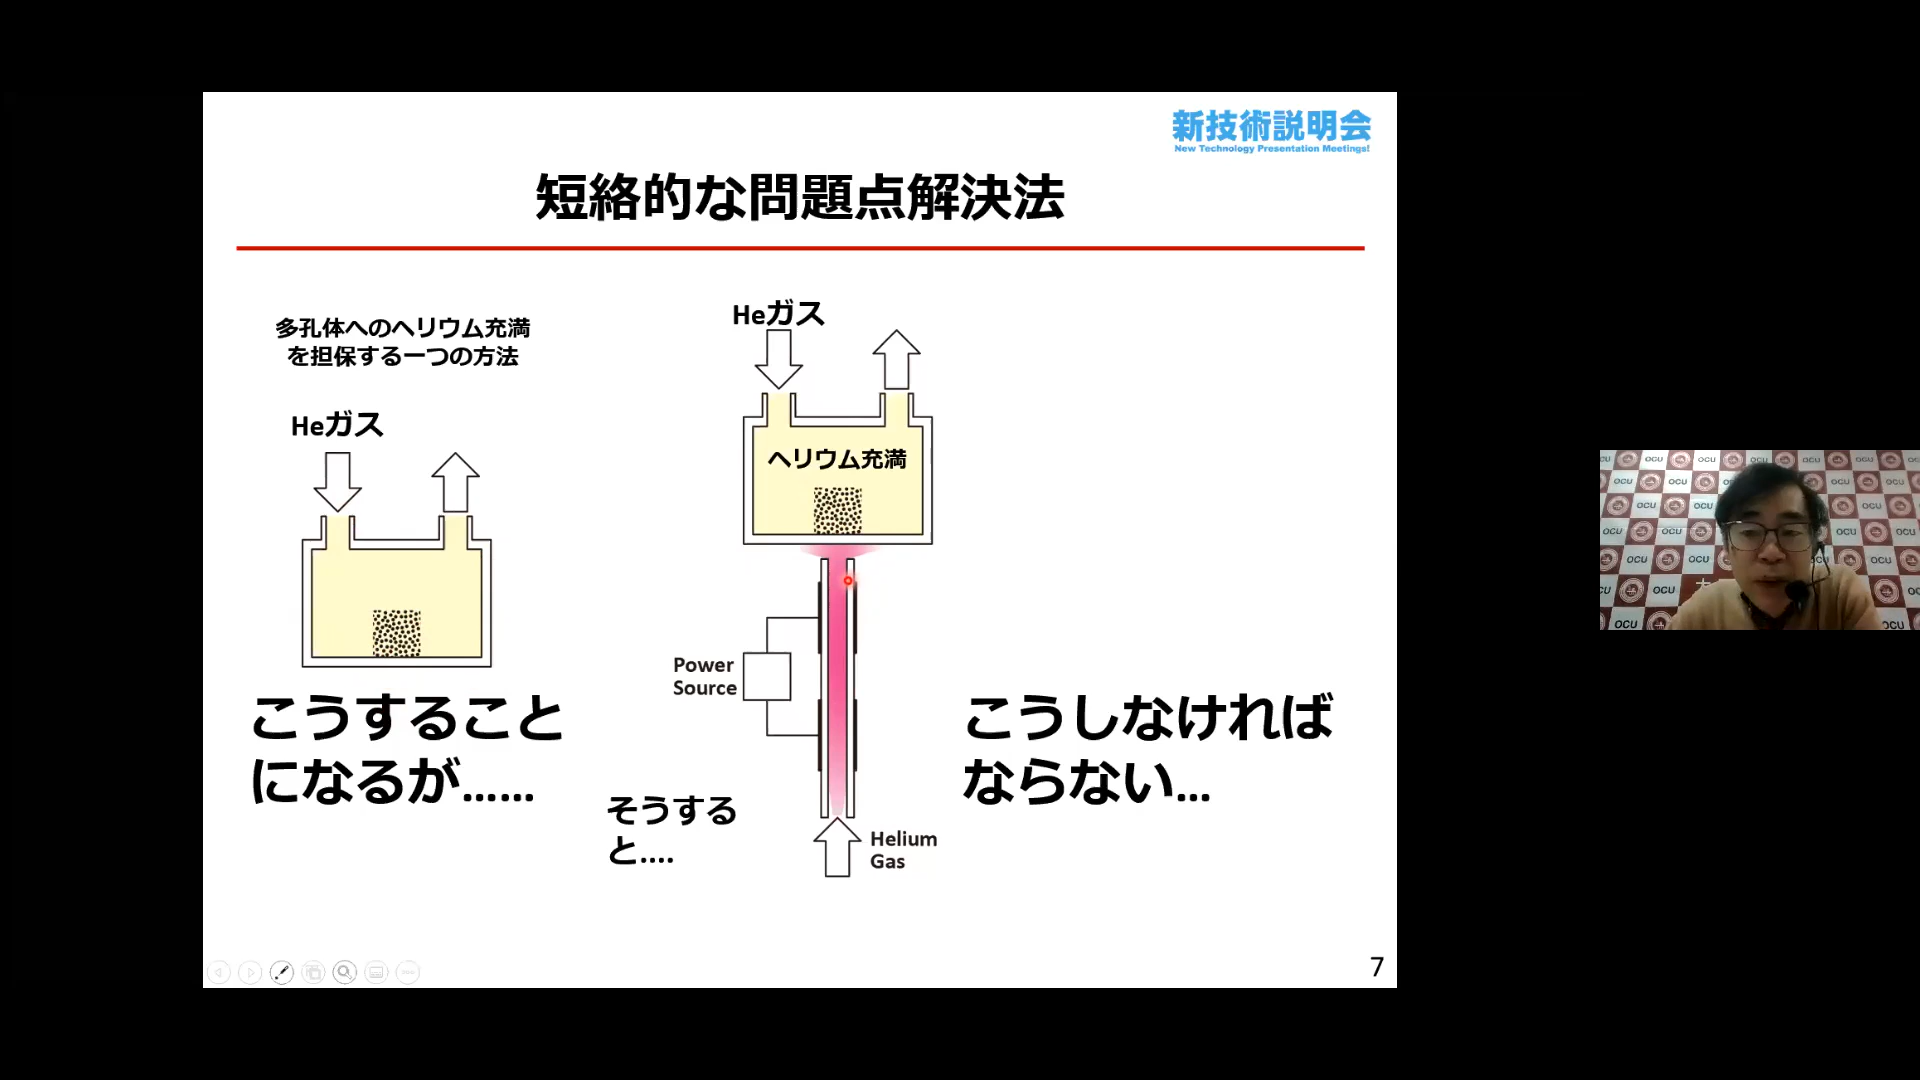 新技術説明会
New Technology Presentation Meetings!
短絡的な問題点解決法
多孔体へのヘリウム充満
を担保する一つの方法
Heガス
こうすること
になるが……
Heガス
ヘリウム充満
Power
Source
そうする
と....
Helium
Gas
こうしなければ
ならない...
7
OCU